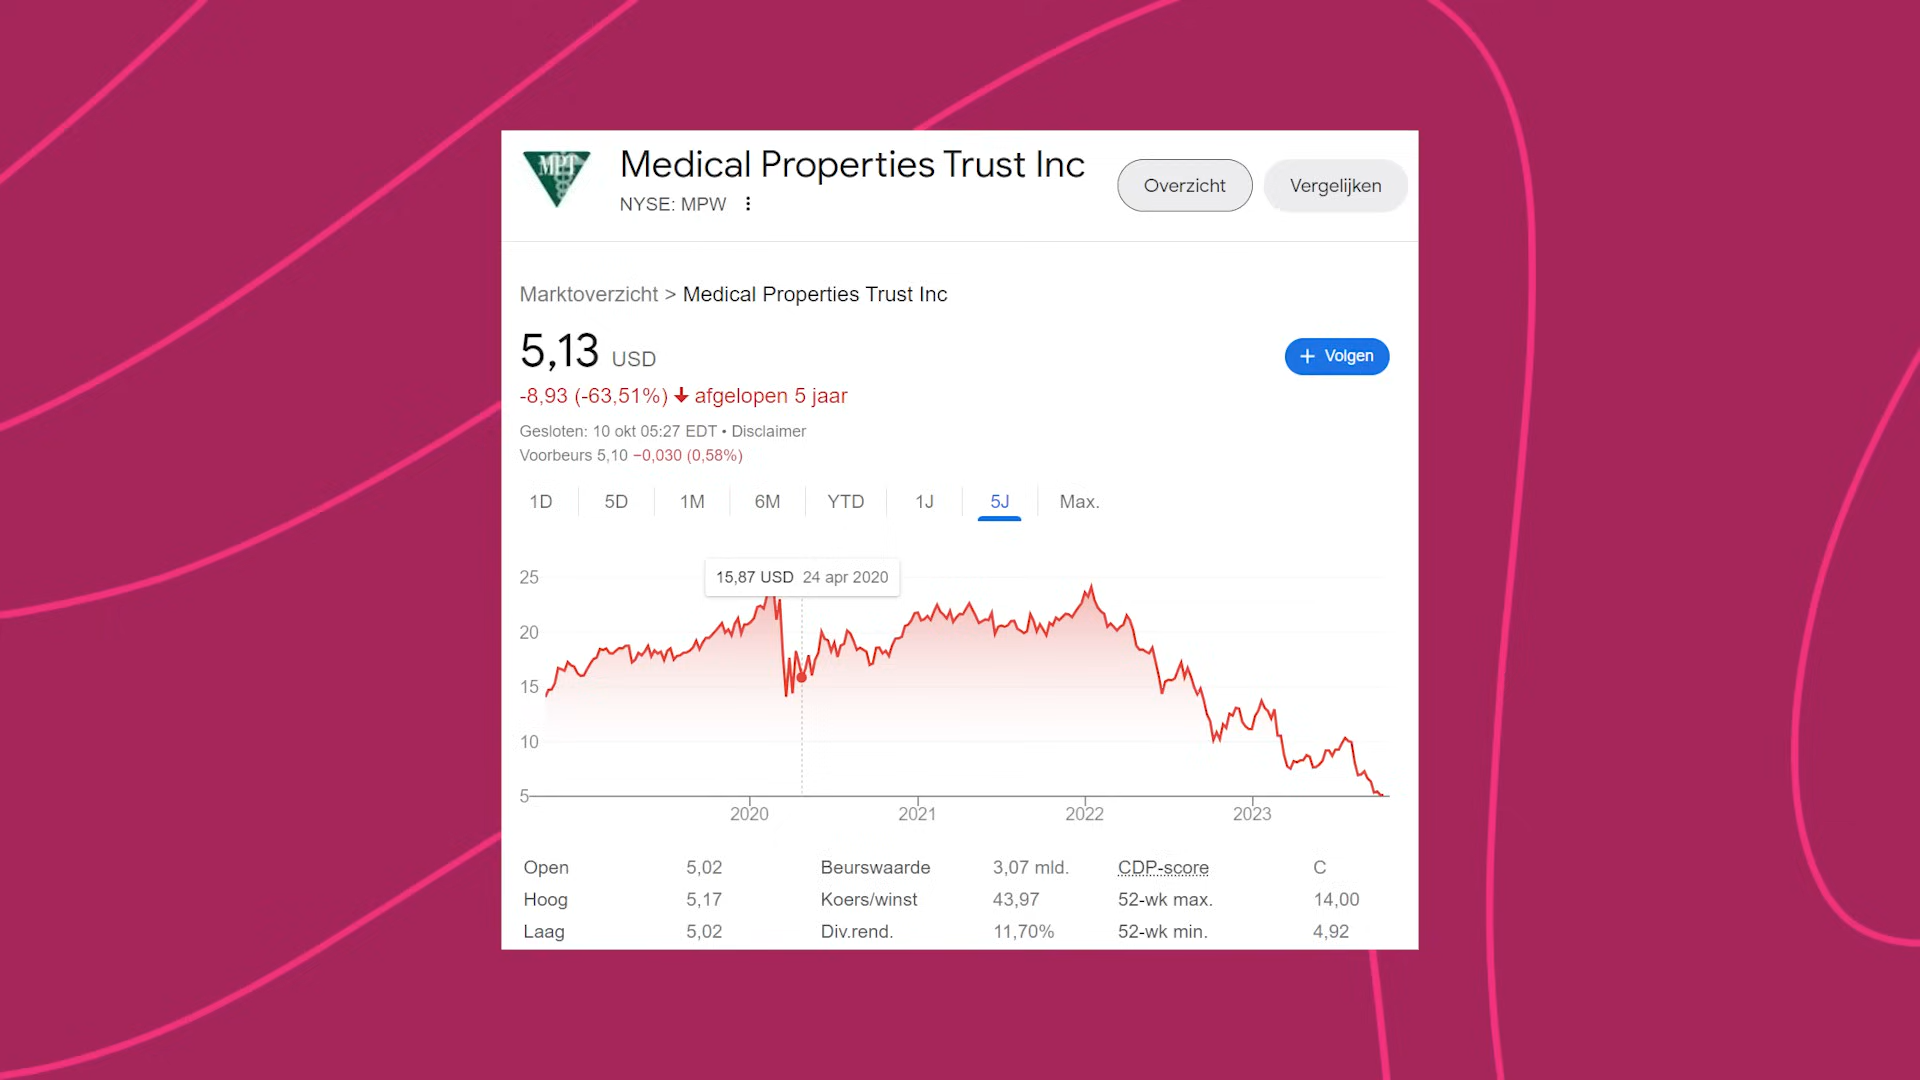 MPT
Medical Properties Trust Inc
NYSE: MPW
Overzicht
Vergelijken
Marktoverzicht > Medical Properties Trust Inc
5,13 USD
+ Volgen
-8,93 (-63,51%) afgelopen 5 jaar
Gesloten: 10 okt 05:27 EDT • Disclaimer
Voorbeurs 5,10 −0,030 (0,58%)
1D 5D 1M 6M YTD 1J 5J Max.
15,87 USD 24 apr 2020
25
20
15
10
5
2020 2021 2022 2023
Open 5,02 Beurswaarde 3,07 mld. CDP-score C
Hoog 5,17 Koers/winst 43,97 52-wk max. 14,00
Laag 5,02 Div.rend. 11,70% 52-wk min. 4,92